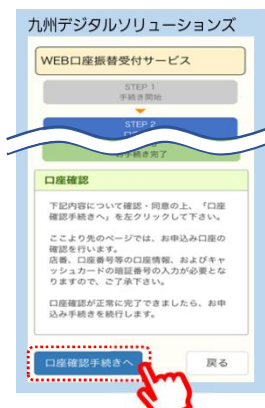 九州デジタルソリューションズ
WEB口座振替受付サービス
STEP 1
手続き開始
STEP 2
お手続き完了
口座確認
下記内容について確認・同意の上、「口座
確認手続きへ」を左クリックして下さい。
ここより先のページでは、お申込み口座の
確認を行います。
店番、口座番号等の口座情報、およびキャ
ッシュカードの暗証番号の入力が必要とな
りますので、ご了承下さい。
口座確認が正常に完了できましたら、お申
込み手続きを続行します。
口座確認手続きへ
戻る